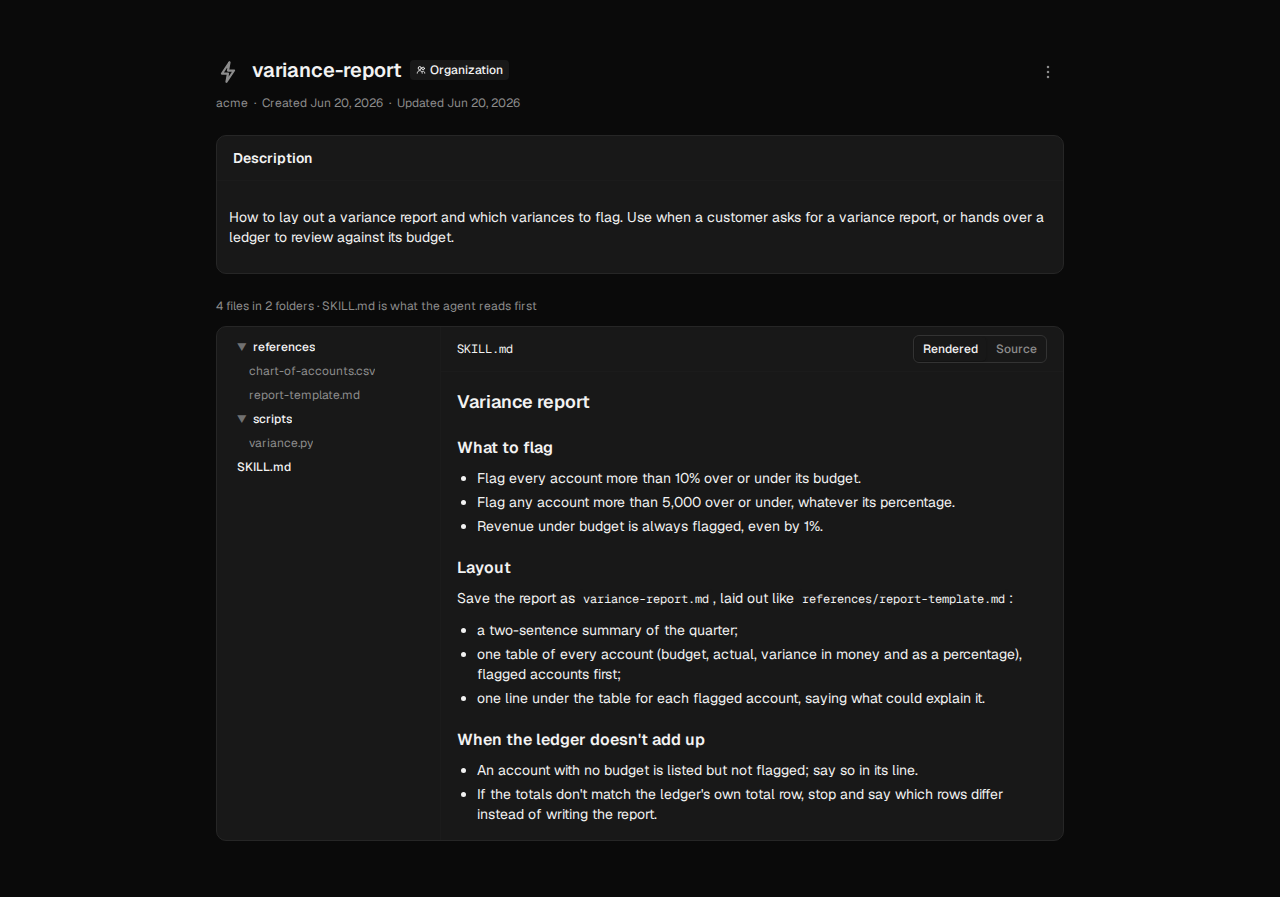 variance-report Organization
acme · Created Jun 20, 2026 · Updated Jun 20, 2026
Description
How to lay out a variance report and which variances to flag. Use when a customer asks for a variance report, or hands over a
ledger to review against its budget.
4 files in 2 folders · SKILL.md is what the agent reads first
references
chart-of-accounts.csv
report-template.md
scripts
variance.py
SKILL.md
SKILL.md
Rendered Source
Variance report
What to flag
• Flag every account more than 10% over or under its budget.
• Flag any account more than 5,000 over or under, whatever its percentage.
• Revenue under budget is always flagged, even by 1%.
Layout
Save the report as variance-report.md, laid out like references/report-template.md:
• a two-sentence summary of the quarter;
• one table of every account (budget, actual, variance in money and as a percentage),
flagged accounts first;
• one line under the table for each flagged account, saying what could explain it.
When the ledger doesn't add up
• An account with no budget is listed but not flagged; say so in its line.
• If the totals don't match the ledger's own total row, stop and say which rows differ
instead of writing the report.